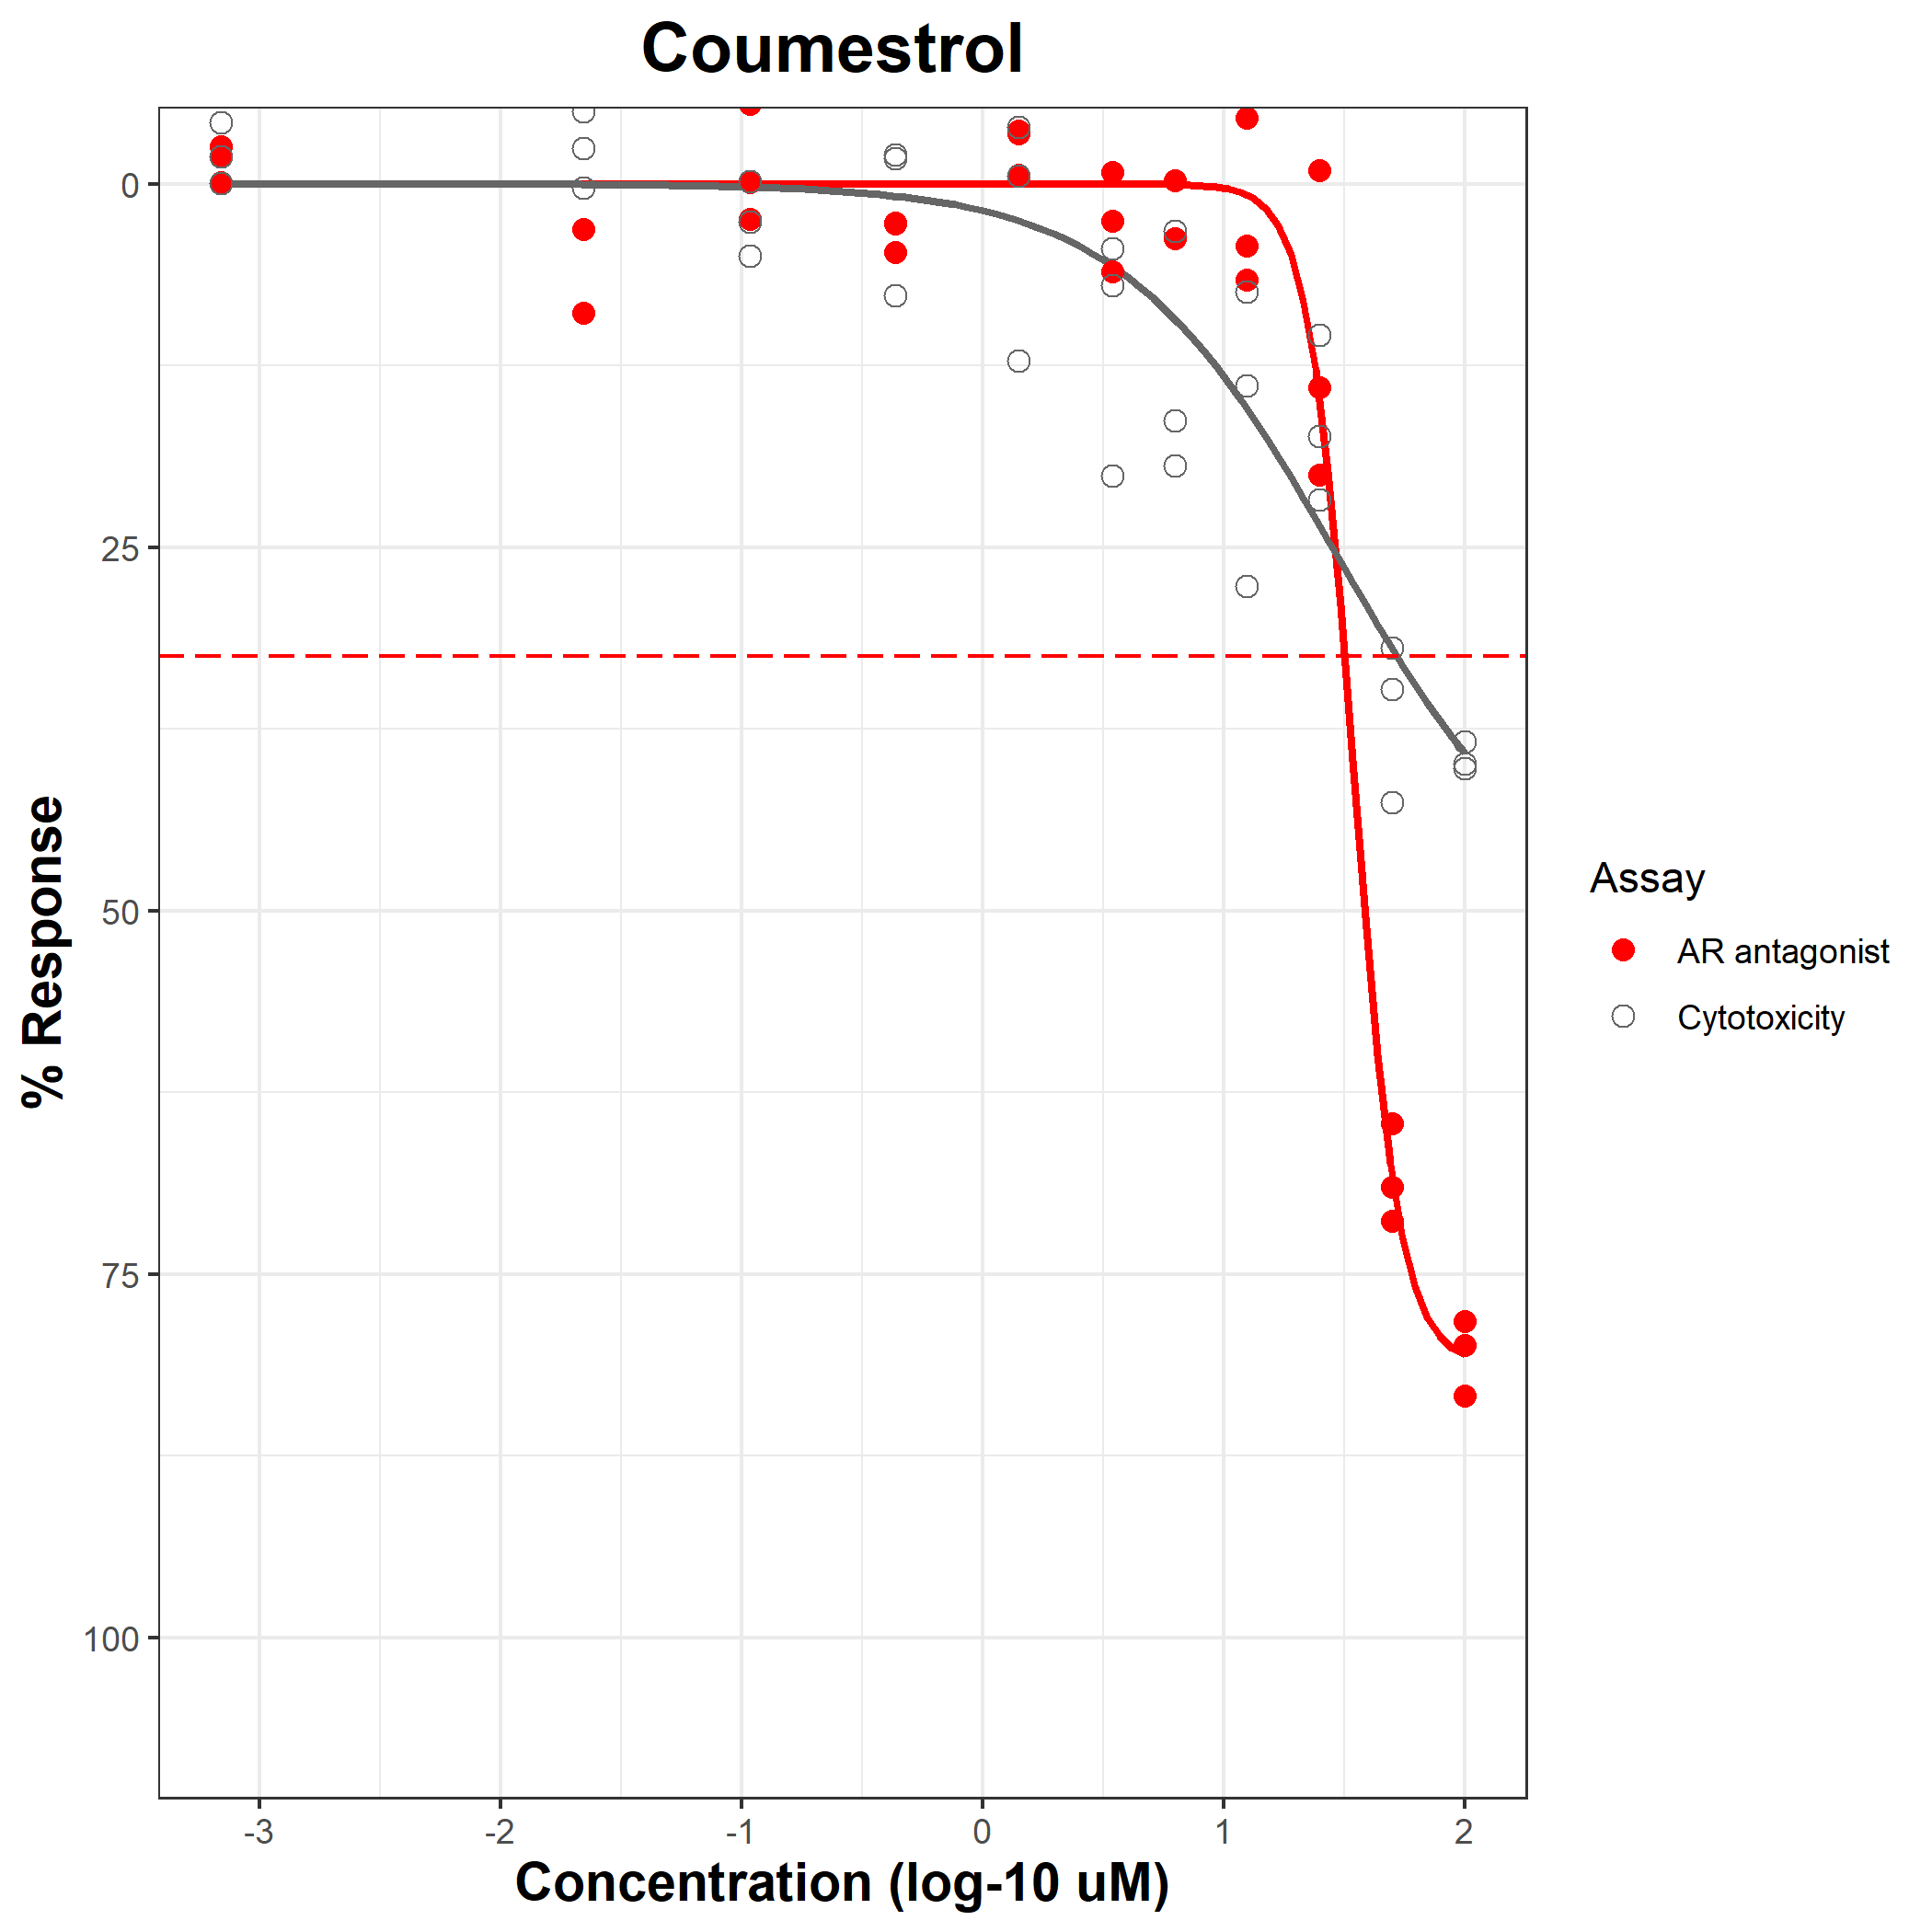 Coumestrol
% Response
0
25
50
75
100
-3
-2
-1
0
1
2
Concentration (log-10 uM)
Assay
AR antagonist
Cytotoxicity